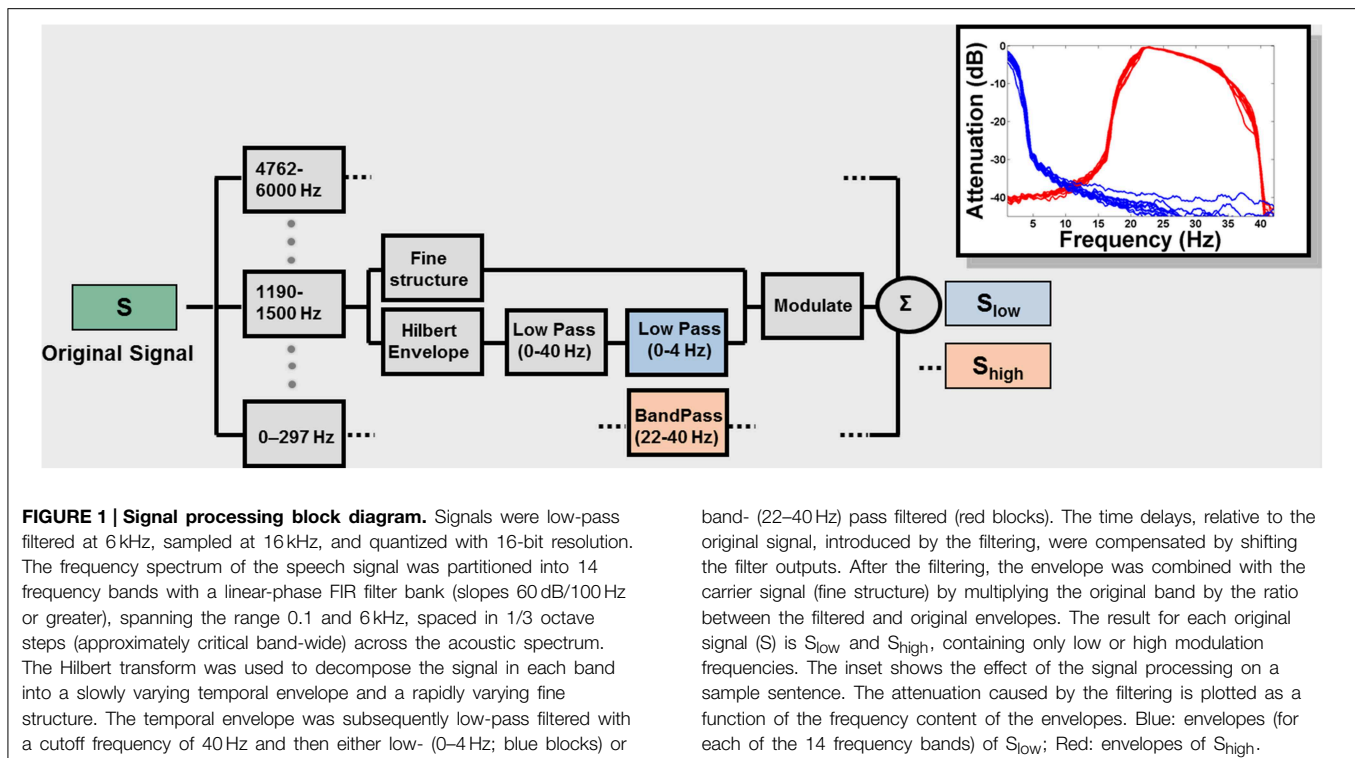 4762-
6000 Hz
1190-
1500 Hz
0–297 Hz
S
Original Signal
Fine
structure
Hilbert
Envelope
Low Pass
(0-40 Hz)
Low Pass
(0-4 Hz)
BandPass
(22-40 Hz)
Modulate
Σ
S_low
S_high
Attenuation (dB)
0
-10
-20
-30
-40
5 10 15 20 25 30 35 40
Frequency (Hz)
FIGURE 1 | Signal processing block diagram. Signals were low-pass
filtered at 6 kHz, sampled at 16 kHz, and quantized with 16-bit resolution.
The frequency spectrum of the speech signal was partitioned into 14
frequency bands with a linear-phase FIR filter bank (slopes 60 dB/100 Hz
or greater), spanning the range 0.1 and 6 kHz, spaced in 1/3 octave
steps (approximately critical band-wide) across the acoustic spectrum.
The Hilbert transform was used to decompose the signal in each band
into a slowly varying temporal envelope and a rapidly varying fine
structure. The temporal envelope was subsequently low-pass filtered with
a cutoff frequency of 40 Hz and then either low- (0–4 Hz; blue blocks) or
band- (22–40 Hz) pass filtered (red blocks). The time delays, relative to the
original signal, introduced by the filtering, were compensated by shifting
the filter outputs. After the filtering, the envelope was combined with the
carrier signal (fine structure) by multiplying the original band by the ratio
between the filtered and original envelopes. The result for each original
signal (S) is S_low and S_high, containing only low or high modulation
frequencies. The inset shows the effect of the signal processing on a
sample sentence. The attenuation caused by the filtering is plotted as a
function of the frequency content of the envelopes. Blue: envelopes (for
each of the 14 frequency bands) of S_low; Red: envelopes of S_high.